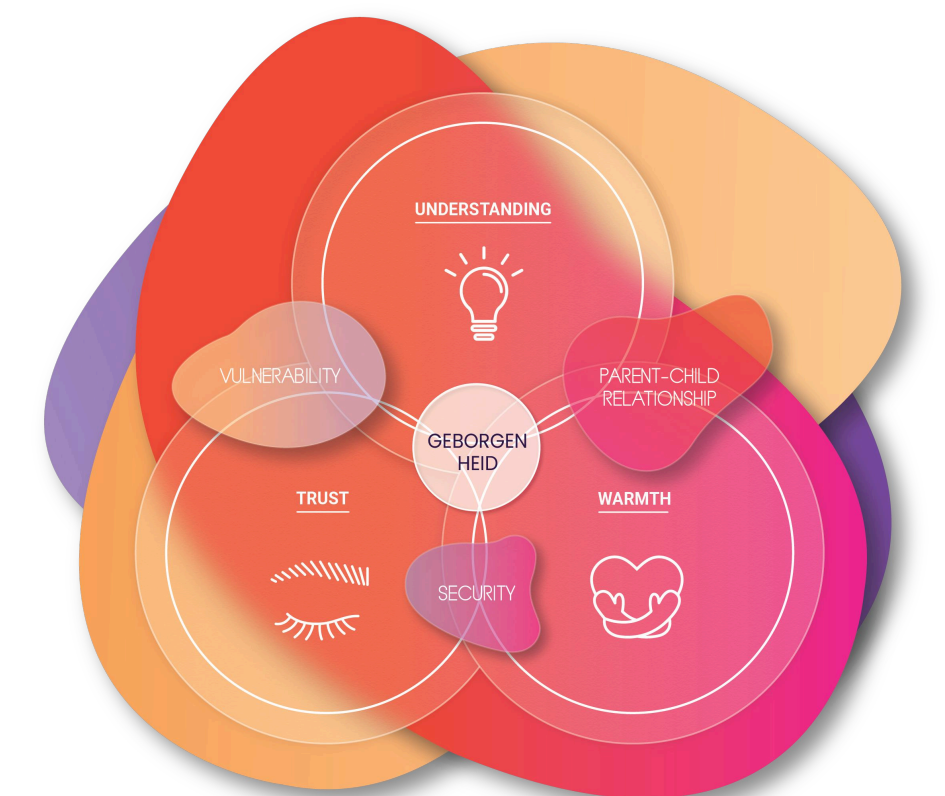 UNDERSTANDING
VULNERABILITY
PARENT-CHILD
RELATIONSHIP
GEBORGEN
HEID
TRUST
WARMTH
SECURITY